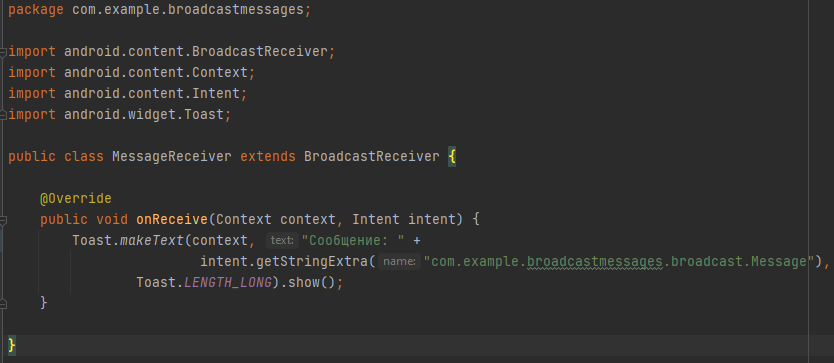 package com.example.broadcastmessages;
import android.content.BroadcastReceiver;
import android.content.Context;
import android.content.Intent;
import android.widget.Toast;
public class MessageReceiver extends BroadcastReceiver {
@Override
public void onReceive(Context context, Intent intent) {
Toast.makeText(context, text: "Сообщение: " +
intent.getStringExtra( name: "com.example.broadcastmessages.broadcast.Message"),
Toast.LENGTH_LONG).show();
}
}